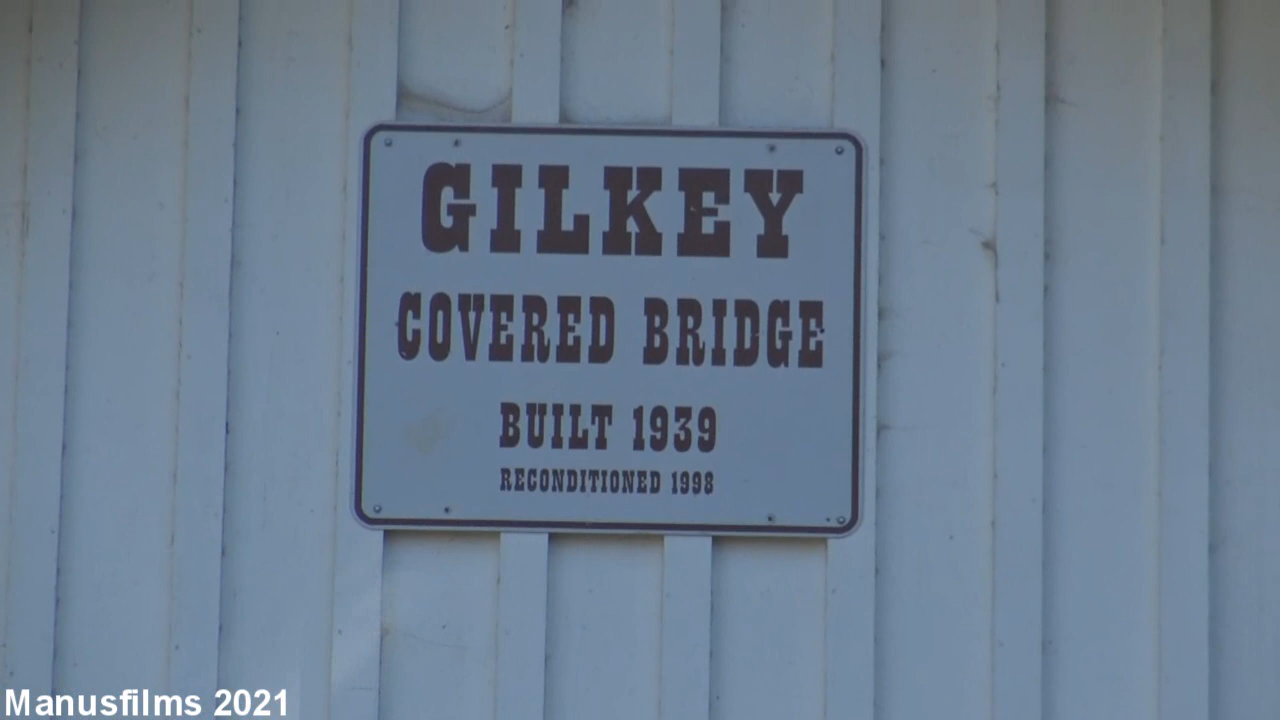 GILKEY
COVERED BRIDGE
BUILT 1939
RECONDITIONED 1998
Manusfilms 2021